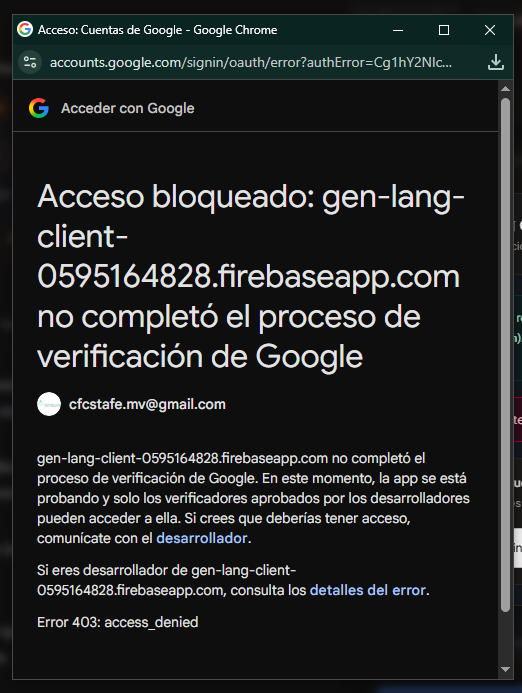 Acceso: Cuentas de Google - Google Chrome
accounts.google.com/signin/oauth/error?authError=Cg1hY2Nlc...
Acceder con Google
Acceso bloqueado: gen-lang-
client-
0595164828.firebaseapp.com
no completó el proceso de
verificación de Google
cfcstafe.mv@gmail.com
gen-lang-client-0595164828.firebaseapp.com no completó el
proceso de verificación de Google. En este momento, la app se está
probando y solo los verificadores aprobados por los desarrolladores
pueden acceder a ella. Si crees que deberías tener acceso,
comunícate con el desarrollador.
Si eres desarrollador de gen-lang-client-
0595164828.firebaseapp.com, consulta los detalles del error.
Error 403: access_denied